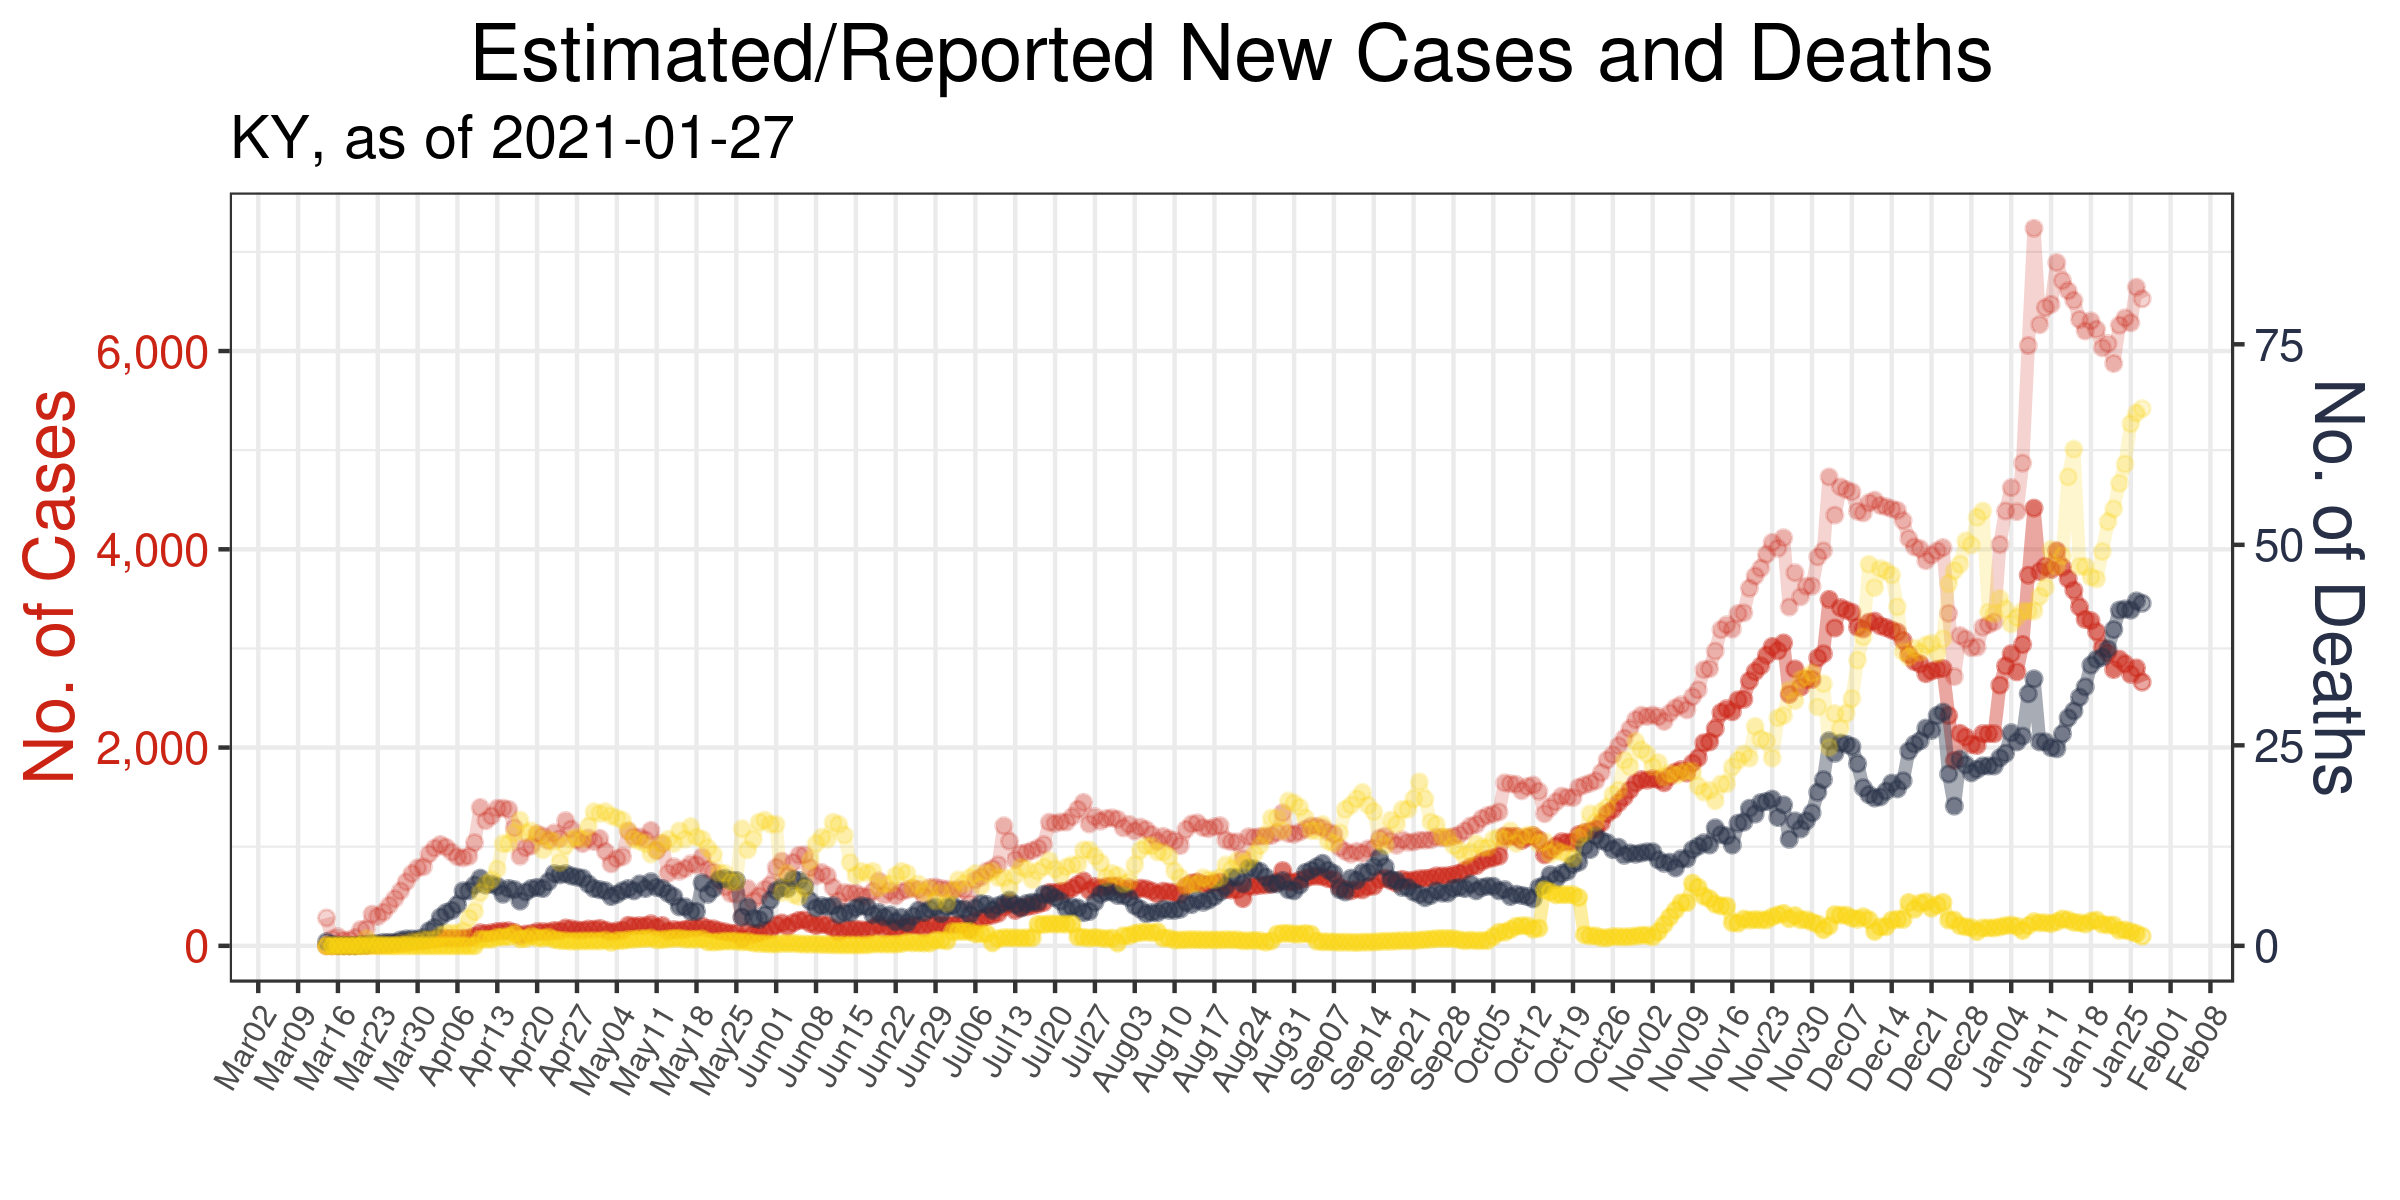 Estimated/Reported New Cases and Deaths
KY, as of 2021-01-27
No. of Cases
6,000
4,000
2,000
0
75
50
25
0
No. of Deaths
Mar02
Mar09
Mar16
Mar23
Mar30
Apr06
Apr13
Apr20
Apr27
May04
May11
May18
May25
Jun01
Jun08
Jun15
Jun22
Jun29
Jul06
Jul13
Jul20
Jul27
Aug03
Aug10
Aug17
Aug24
Aug31
Sep07
Sep14
Sep21
Sep28
Oct05
Oct12
Oct19
Oct26
Nov02
Nov09
Nov16
Nov23
Nov30
Dec07
Dec14
Dec21
Dec28
Jan04
Jan11
Jan18
Jan25
Feb01
Feb08